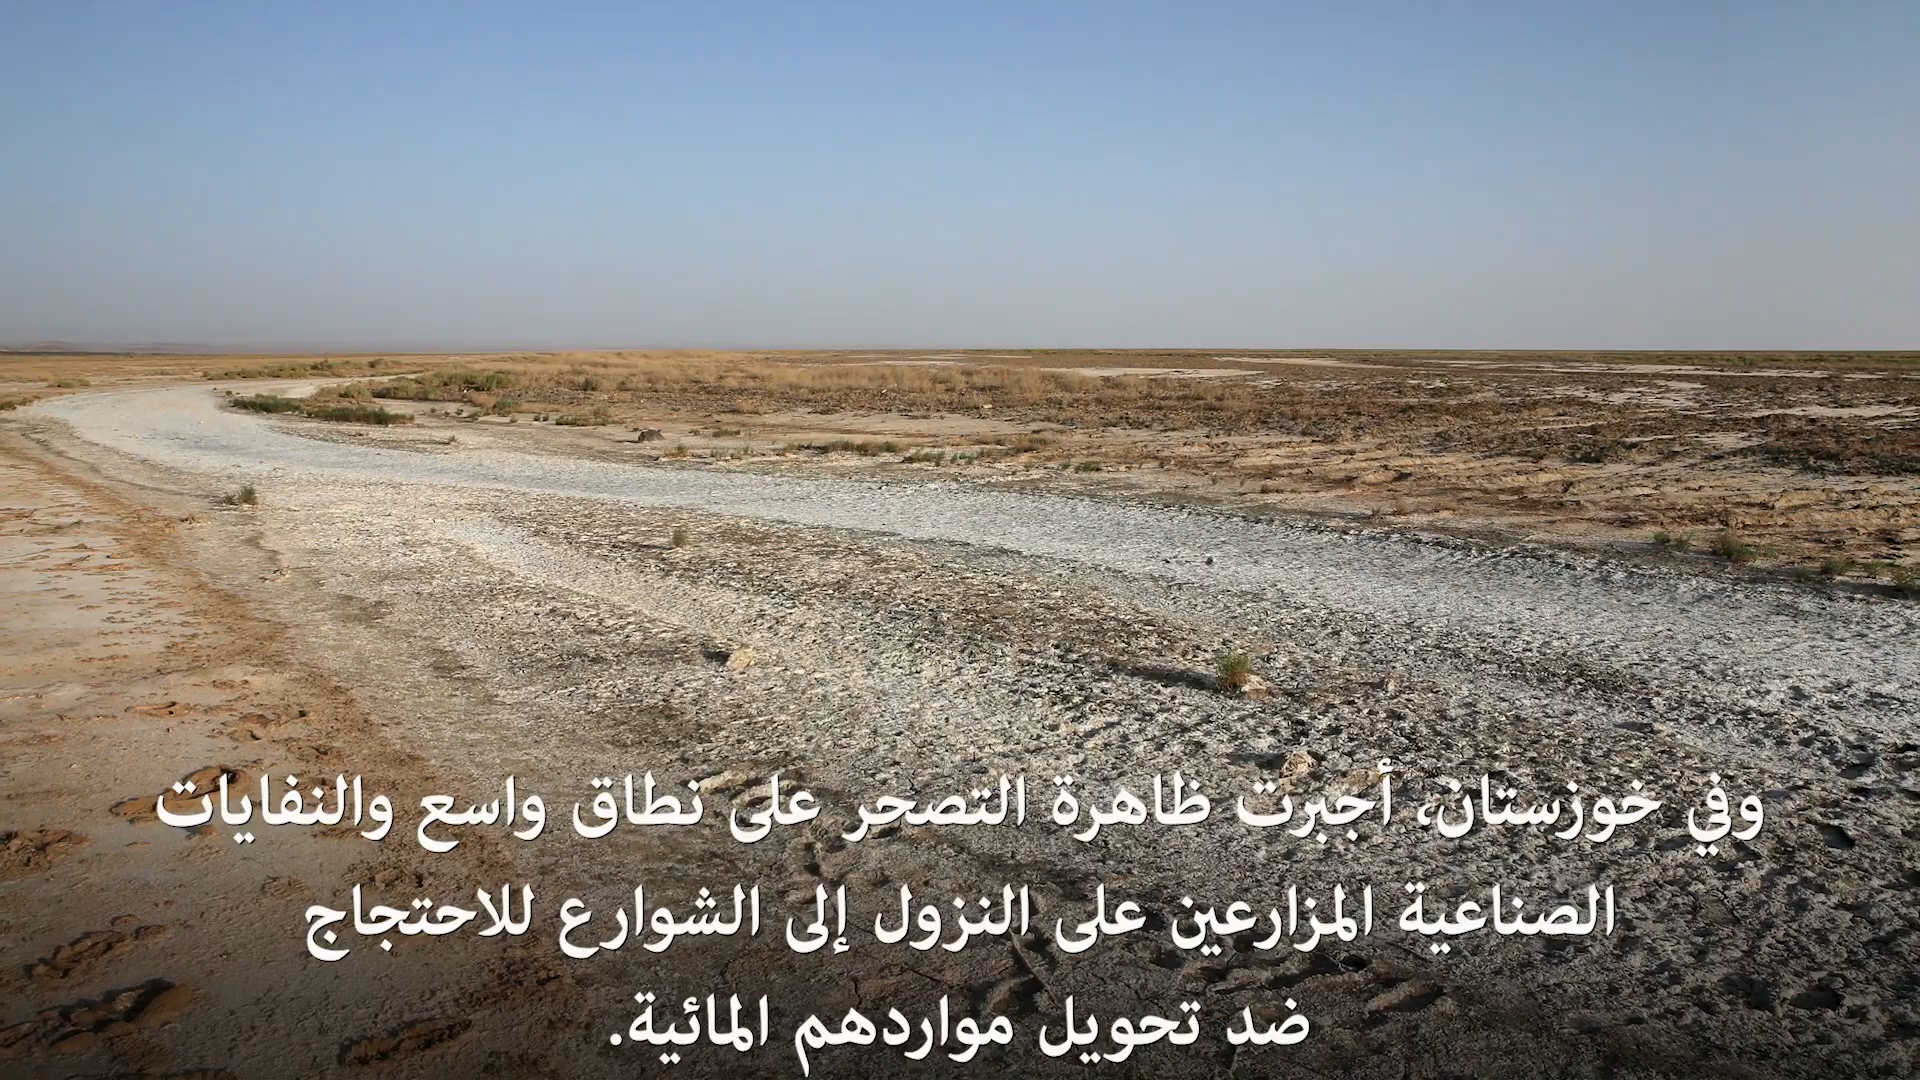 وفي خوزستان، أجبرت ظاهرة التصحر على نطاق واسع والنفايات
الصناعية المزارعين على النزول إلى الشوارع للاحتجاج
ضد تحويل مواردهم المائية.